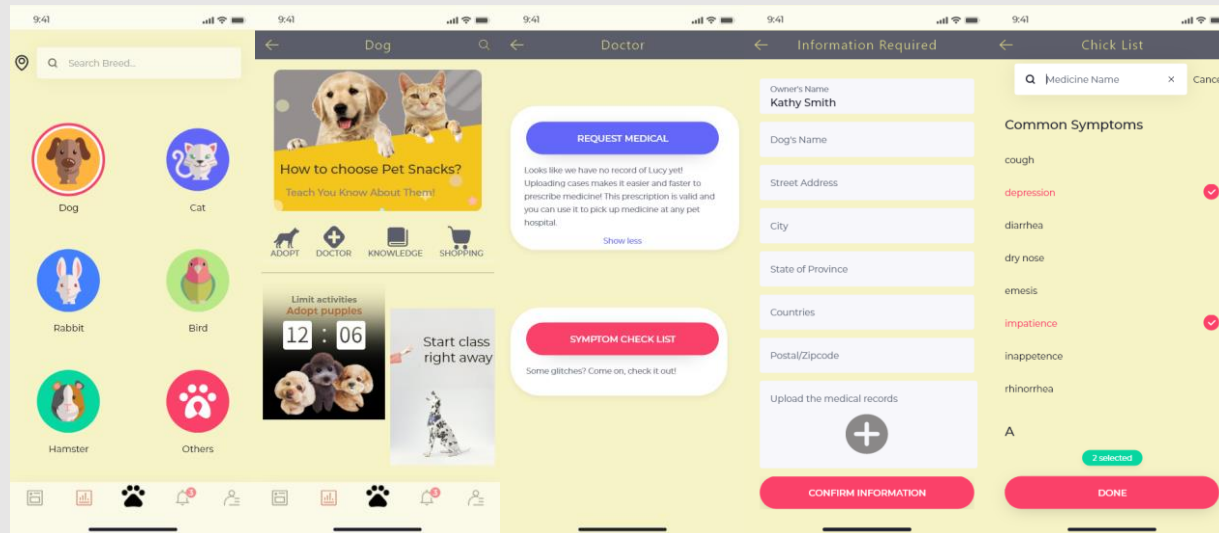 9:41
Search Breed...
Dog
Cat
Rabbit
Bird
Hamster
Others
3
9:41
Dog
How to choose Pet Snacks?
Teach You Know About Them!
ADOPT
DOCTOR
KNOWLEDGE
SHOPPING
Limit activities
Adopt pupples
12 : 06
Start class
right away
3
9:41
Doctor
REQUEST MEDICAL
Looks like we have no record of Lucy yet!
Uploading cases makes it easier and faster to
prescribe medicine! This prescription is valid and
you can use it to pick up medicine at any pet
hospital.
Show less
SYMPTOM CHECK LIST
Some glitches? Come on, check it out!
9:41
Information Required
Owner's Name
Kathy Smith
Dog's Name
Street Address
City
State of Province
Countries
Postal/Zipcode
Upload the medical records
CONFIRM INFORMATION
9:41
Chick List
Medicine Name
Cance
Common Symptoms
cough
depression
diarrhea
dry nose
emesis
impatience
inappetence
rhinorrhea
A
2 selected
DONE